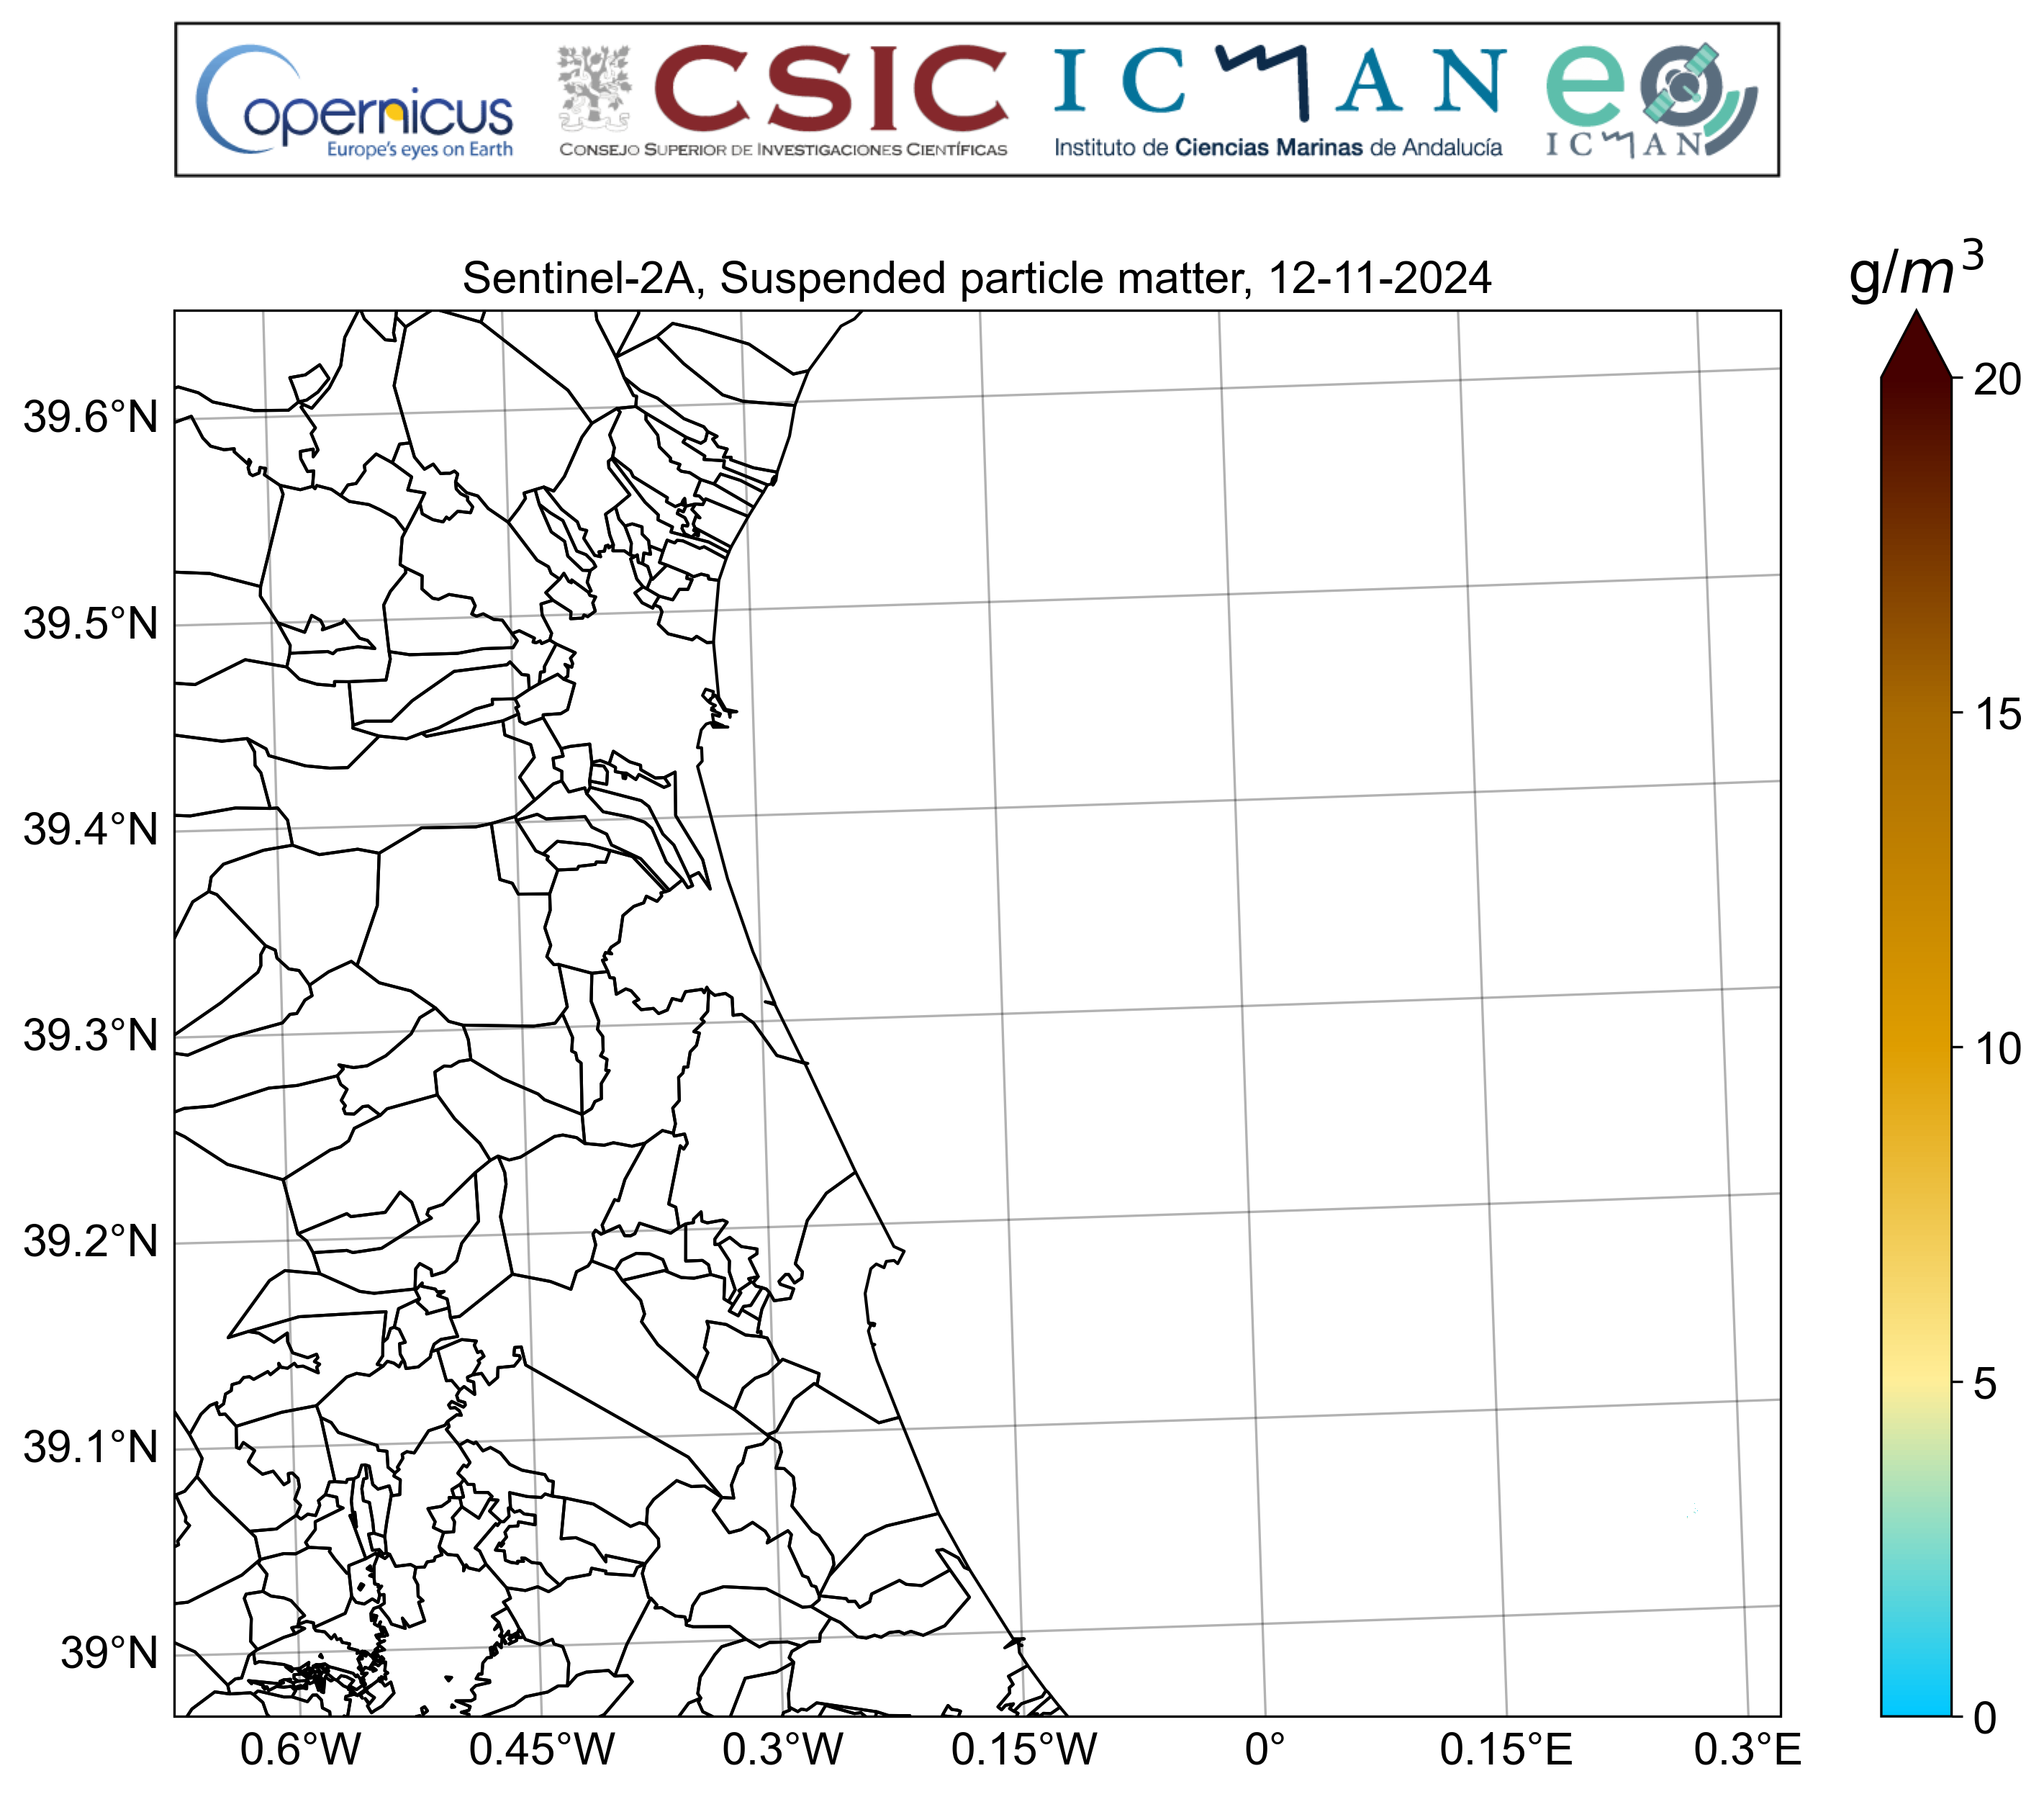 Copernicus
Europe's eyes on Earth
CSIC
CONSEJO SUPERIOR DE INVESTIGACIONES CIENTÍFICAS
ICMAN
Instituto de Ciencias Marinas de Andalucía
eo
ICMAN
Sentinel-2A, Suspended particle matter, 12-11-2024
g/m³
39.6°N
39.5°N
39.4°N
39.3°N
39.2°N
39.1°N
39°N
0.6°W 0.45°W 0.3°W 0.15°W 0° 0.15°E 0.3°E
20
15
10
5
0